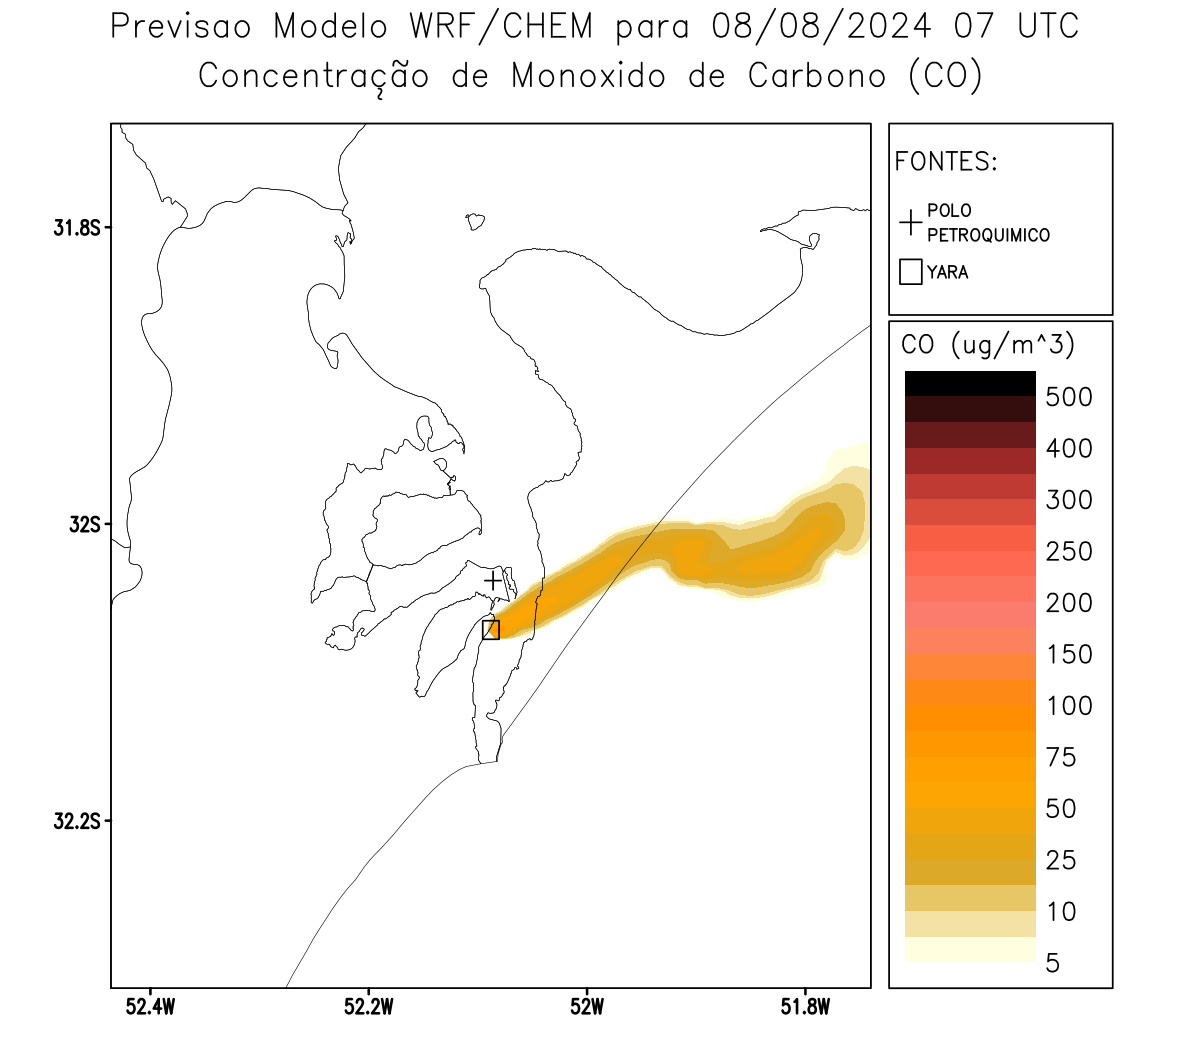 Previsao Modelo WRF/CHEM para 08/08/2024 07 UTC
Concentração de Monoxido de Carbono (CO)
FONTES:
POLO
PETROQUIMICO
YARA
31.8S
32S
32.2S
52.4W
52.2W
52W
51.8W
CO (ug/m^3)
500
400
300
250
200
150
100
75
50
25
10
5